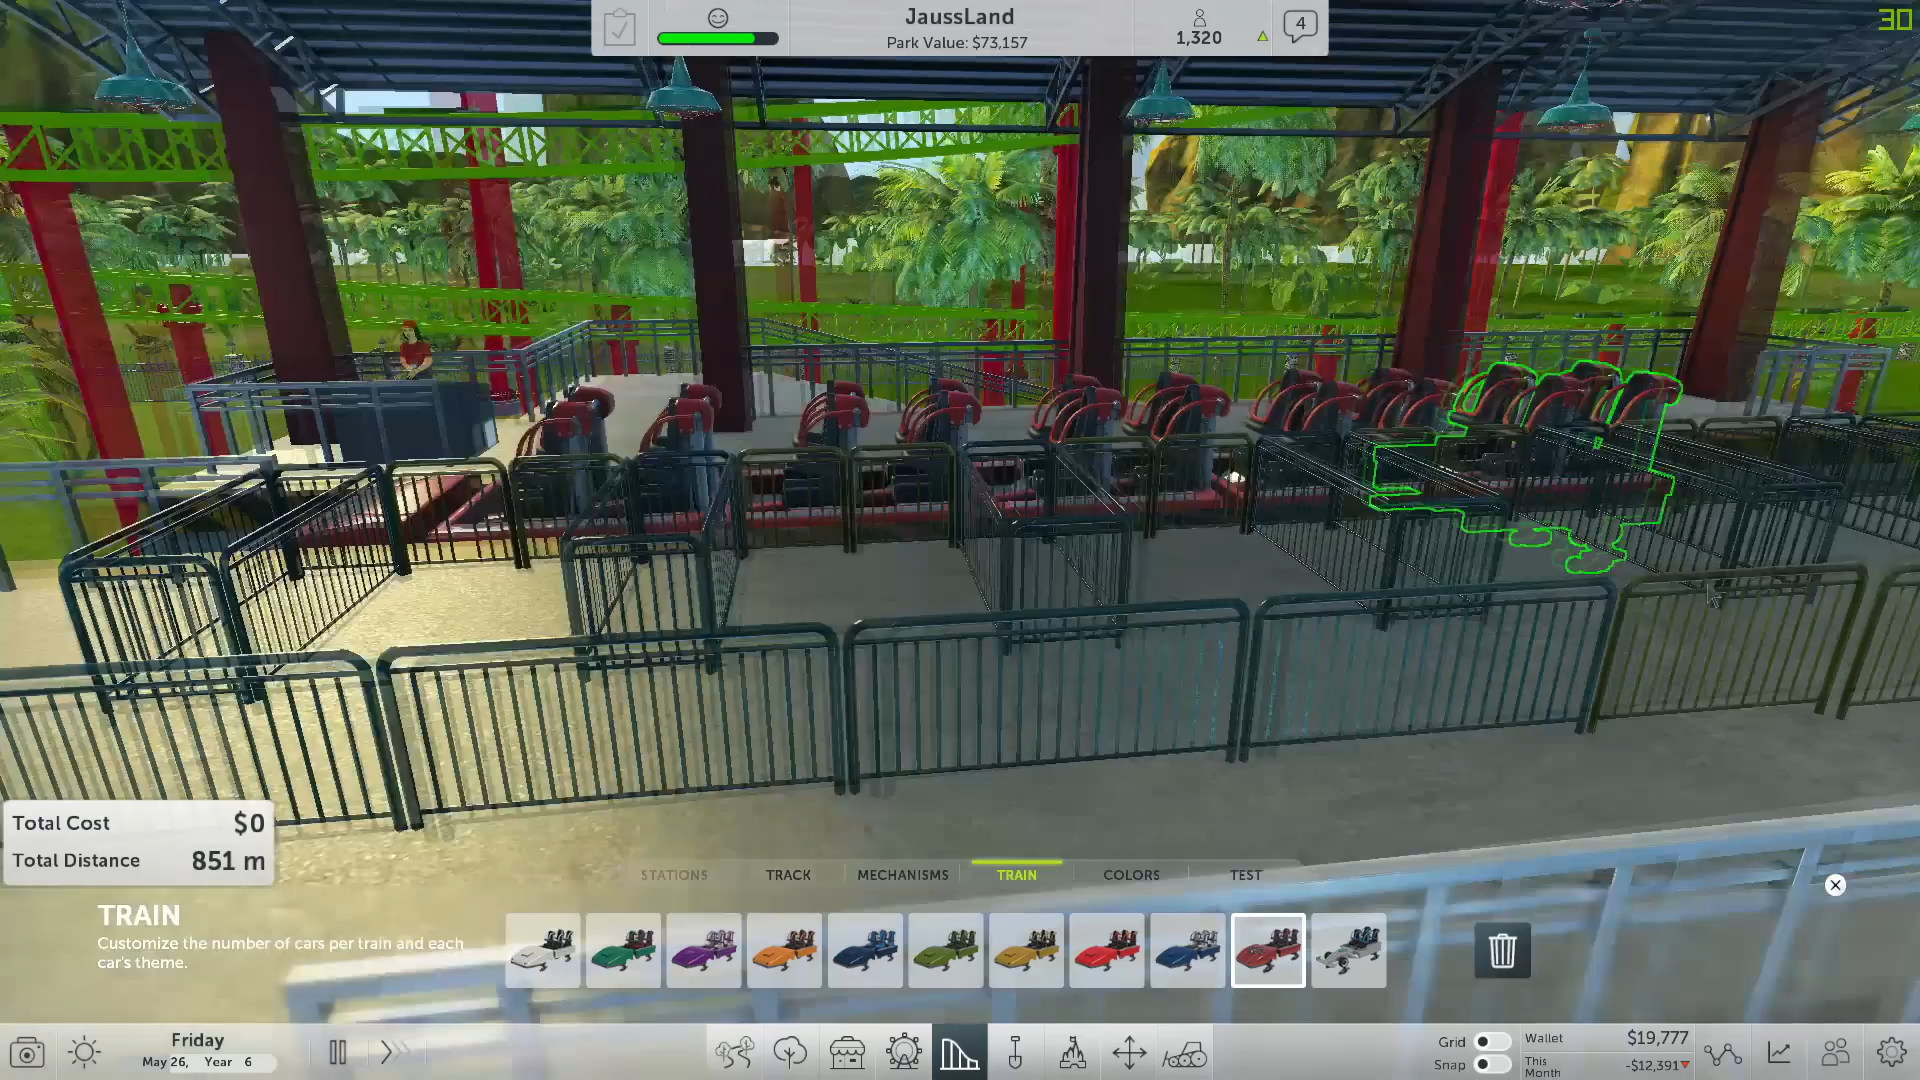 JaussLand
Park Value: $73,157
1,320
4
30
Total Cost $0
Total Distance 851 m
STATIONS TRACK MECHANISMS TRAIN COLORS TEST
TRAIN
Customize the number of cars per train and each
car's theme.
Friday
May 26, Year 6
Grid
Snap
Wallet $19,777
This
Month
-$12,391